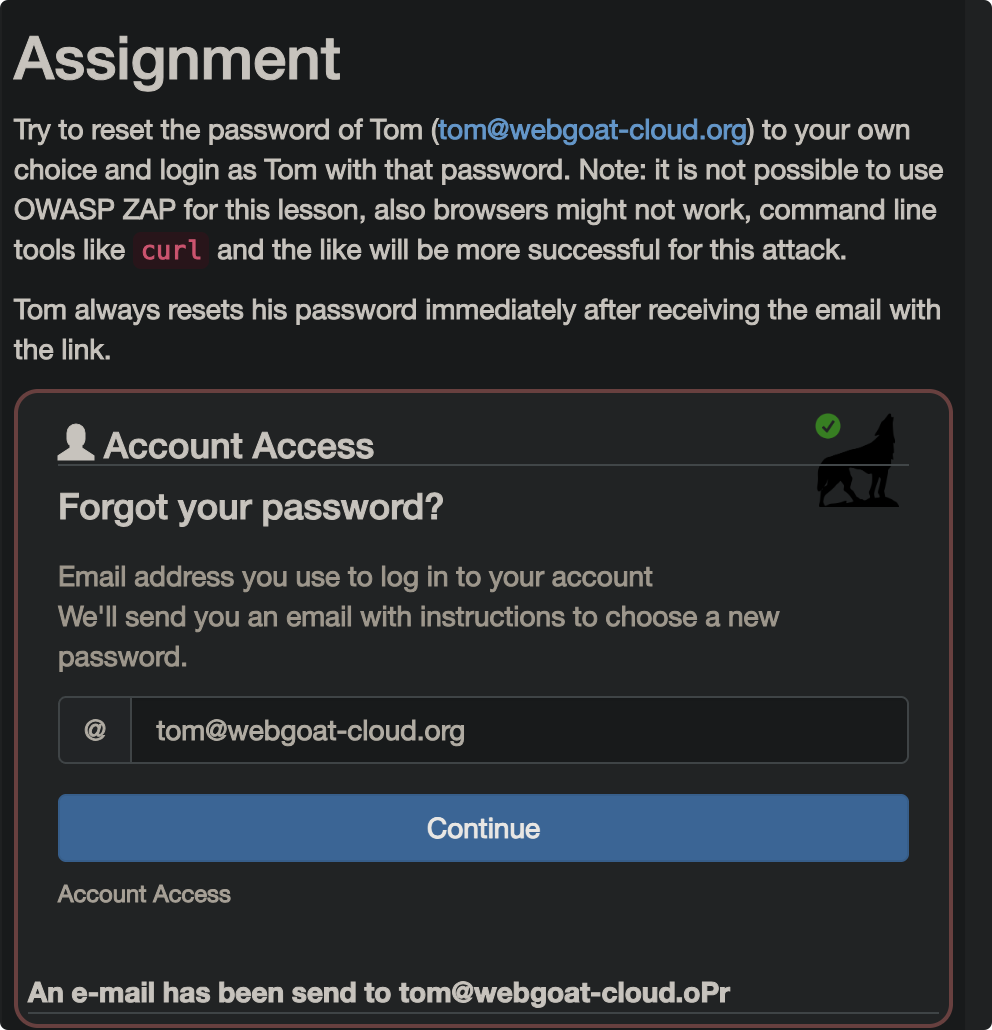 Assignment
Try to reset the password of Tom (tom@webgoat-cloud.org) to your own
choice and login as Tom with that password. Note: it is not possible to use
OWASP ZAP for this lesson, also browsers might not work, command line
tools like curl and the like will be more successful for this attack.
Tom always resets his password immediately after receiving the email with
the link.
Account Access
Forgot your password?
Email address you use to log in to your account
We'll send you an email with instructions to choose a new
password.
@ tom@webgoat-cloud.org
Continue
Account Access
An e-mail has been send to tom@webgoat-cloud.oPr